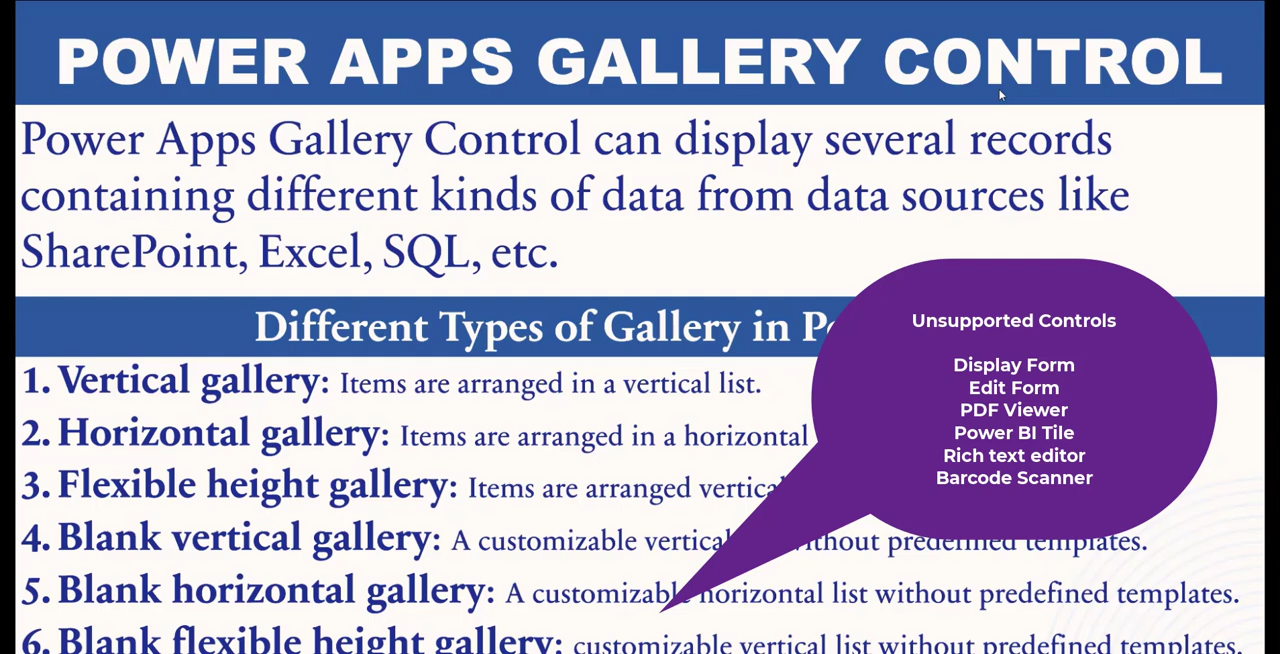 POWER APPS GALLERY CONTROL
Power Apps Gallery Control can display several records
containing different kinds of data from data sources like
SharePoint, Excel, SQL, etc.
Different Types of Gallery in
1. Vertical gallery: Items are arranged in a vertical list.
2. Horizontal gallery: Items are arranged in a horizontal
3. Flexible height gallery: Items are arranged
4. Blank vertical gallery: A customizable predefined templates.
5. Blank horizontal gallery: A customizable horizontal list without predefined templates.
6. Blank flexible height gallery: customizable vertical list without predefined templates.
Unsupported Controls
Display Form
Edit Form
PDF Viewer
Power BI Tile
Rich text editor
Barcode Scanner